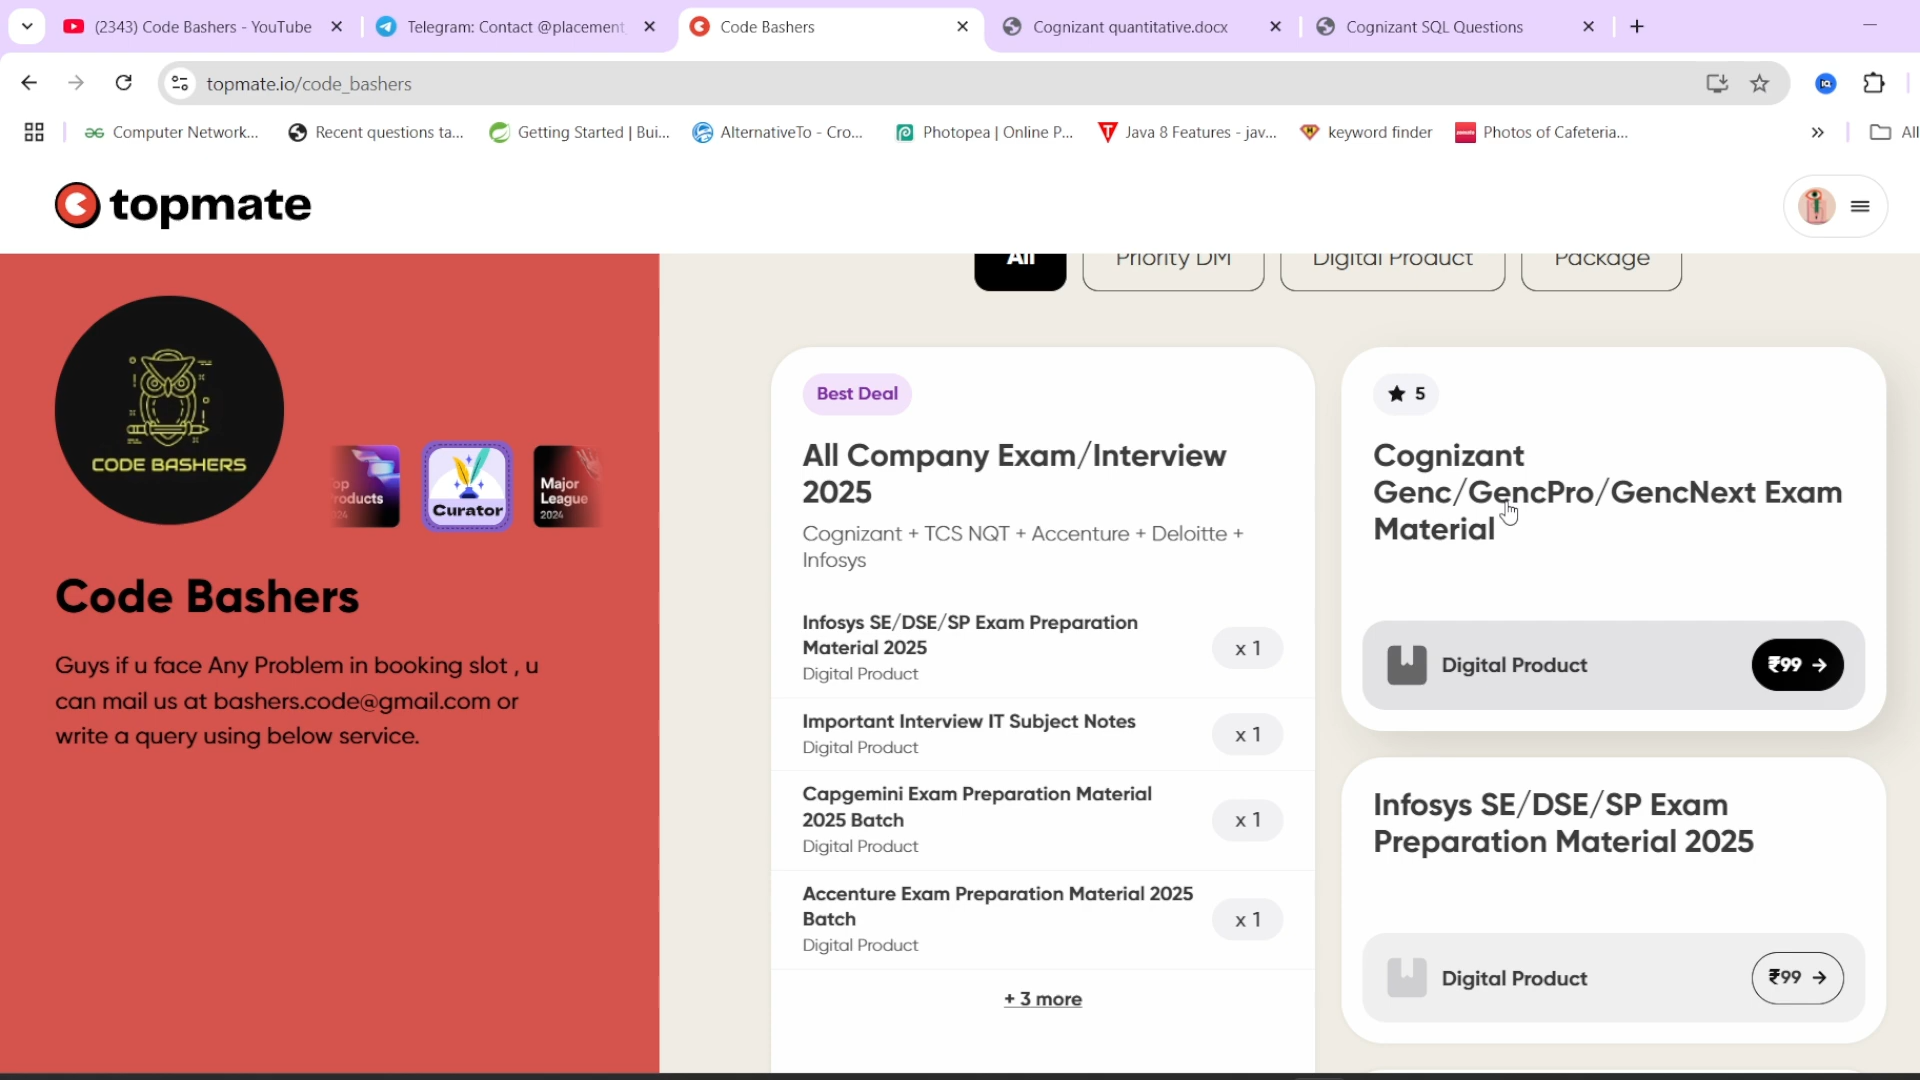 (2343) Code Bashers - YouTube
Telegram: Contact @placement
Code Bashers
Cognizant quantitative.docx
Cognizant SQL Questions
topmate.io/code_bashers
Computer Network...
Recent questions ta...
Getting Started | Bui...
AlternativeTo - Cro...
Photopea | Online P...
Java 8 Features - jav...
keyword finder
Photos of Cafeteria...
All
topmate
All
Priority DM
Digital Product
Package
CODE BASHERS
Products
2024
Curator
Major
League
2024
Code Bashers
Guys if u face Any Problem in booking slot , u
can mail us at bashers.code@gmail.com or
write a query using below service.
Best Deal
All Company Exam/Interview
2025
Cognizant + TCS NQT + Accenture + Deloitte +
Infosys
Infosys SE/DSE/SP Exam Preparation
Material 2025
Digital Product
x 1
Important Interview IT Subject Notes
Digital Product
x 1
Capgemini Exam Preparation Material
2025 Batch
Digital Product
x 1
Accenture Exam Preparation Material 2025
Batch
Digital Product
x 1
+ 3 more
5
Cognizant
Genc/GencPro/GencNext Exam
Material
Digital Product
₹99
Infosys SE/DSE/SP Exam
Preparation Material 2025
Digital Product
₹99